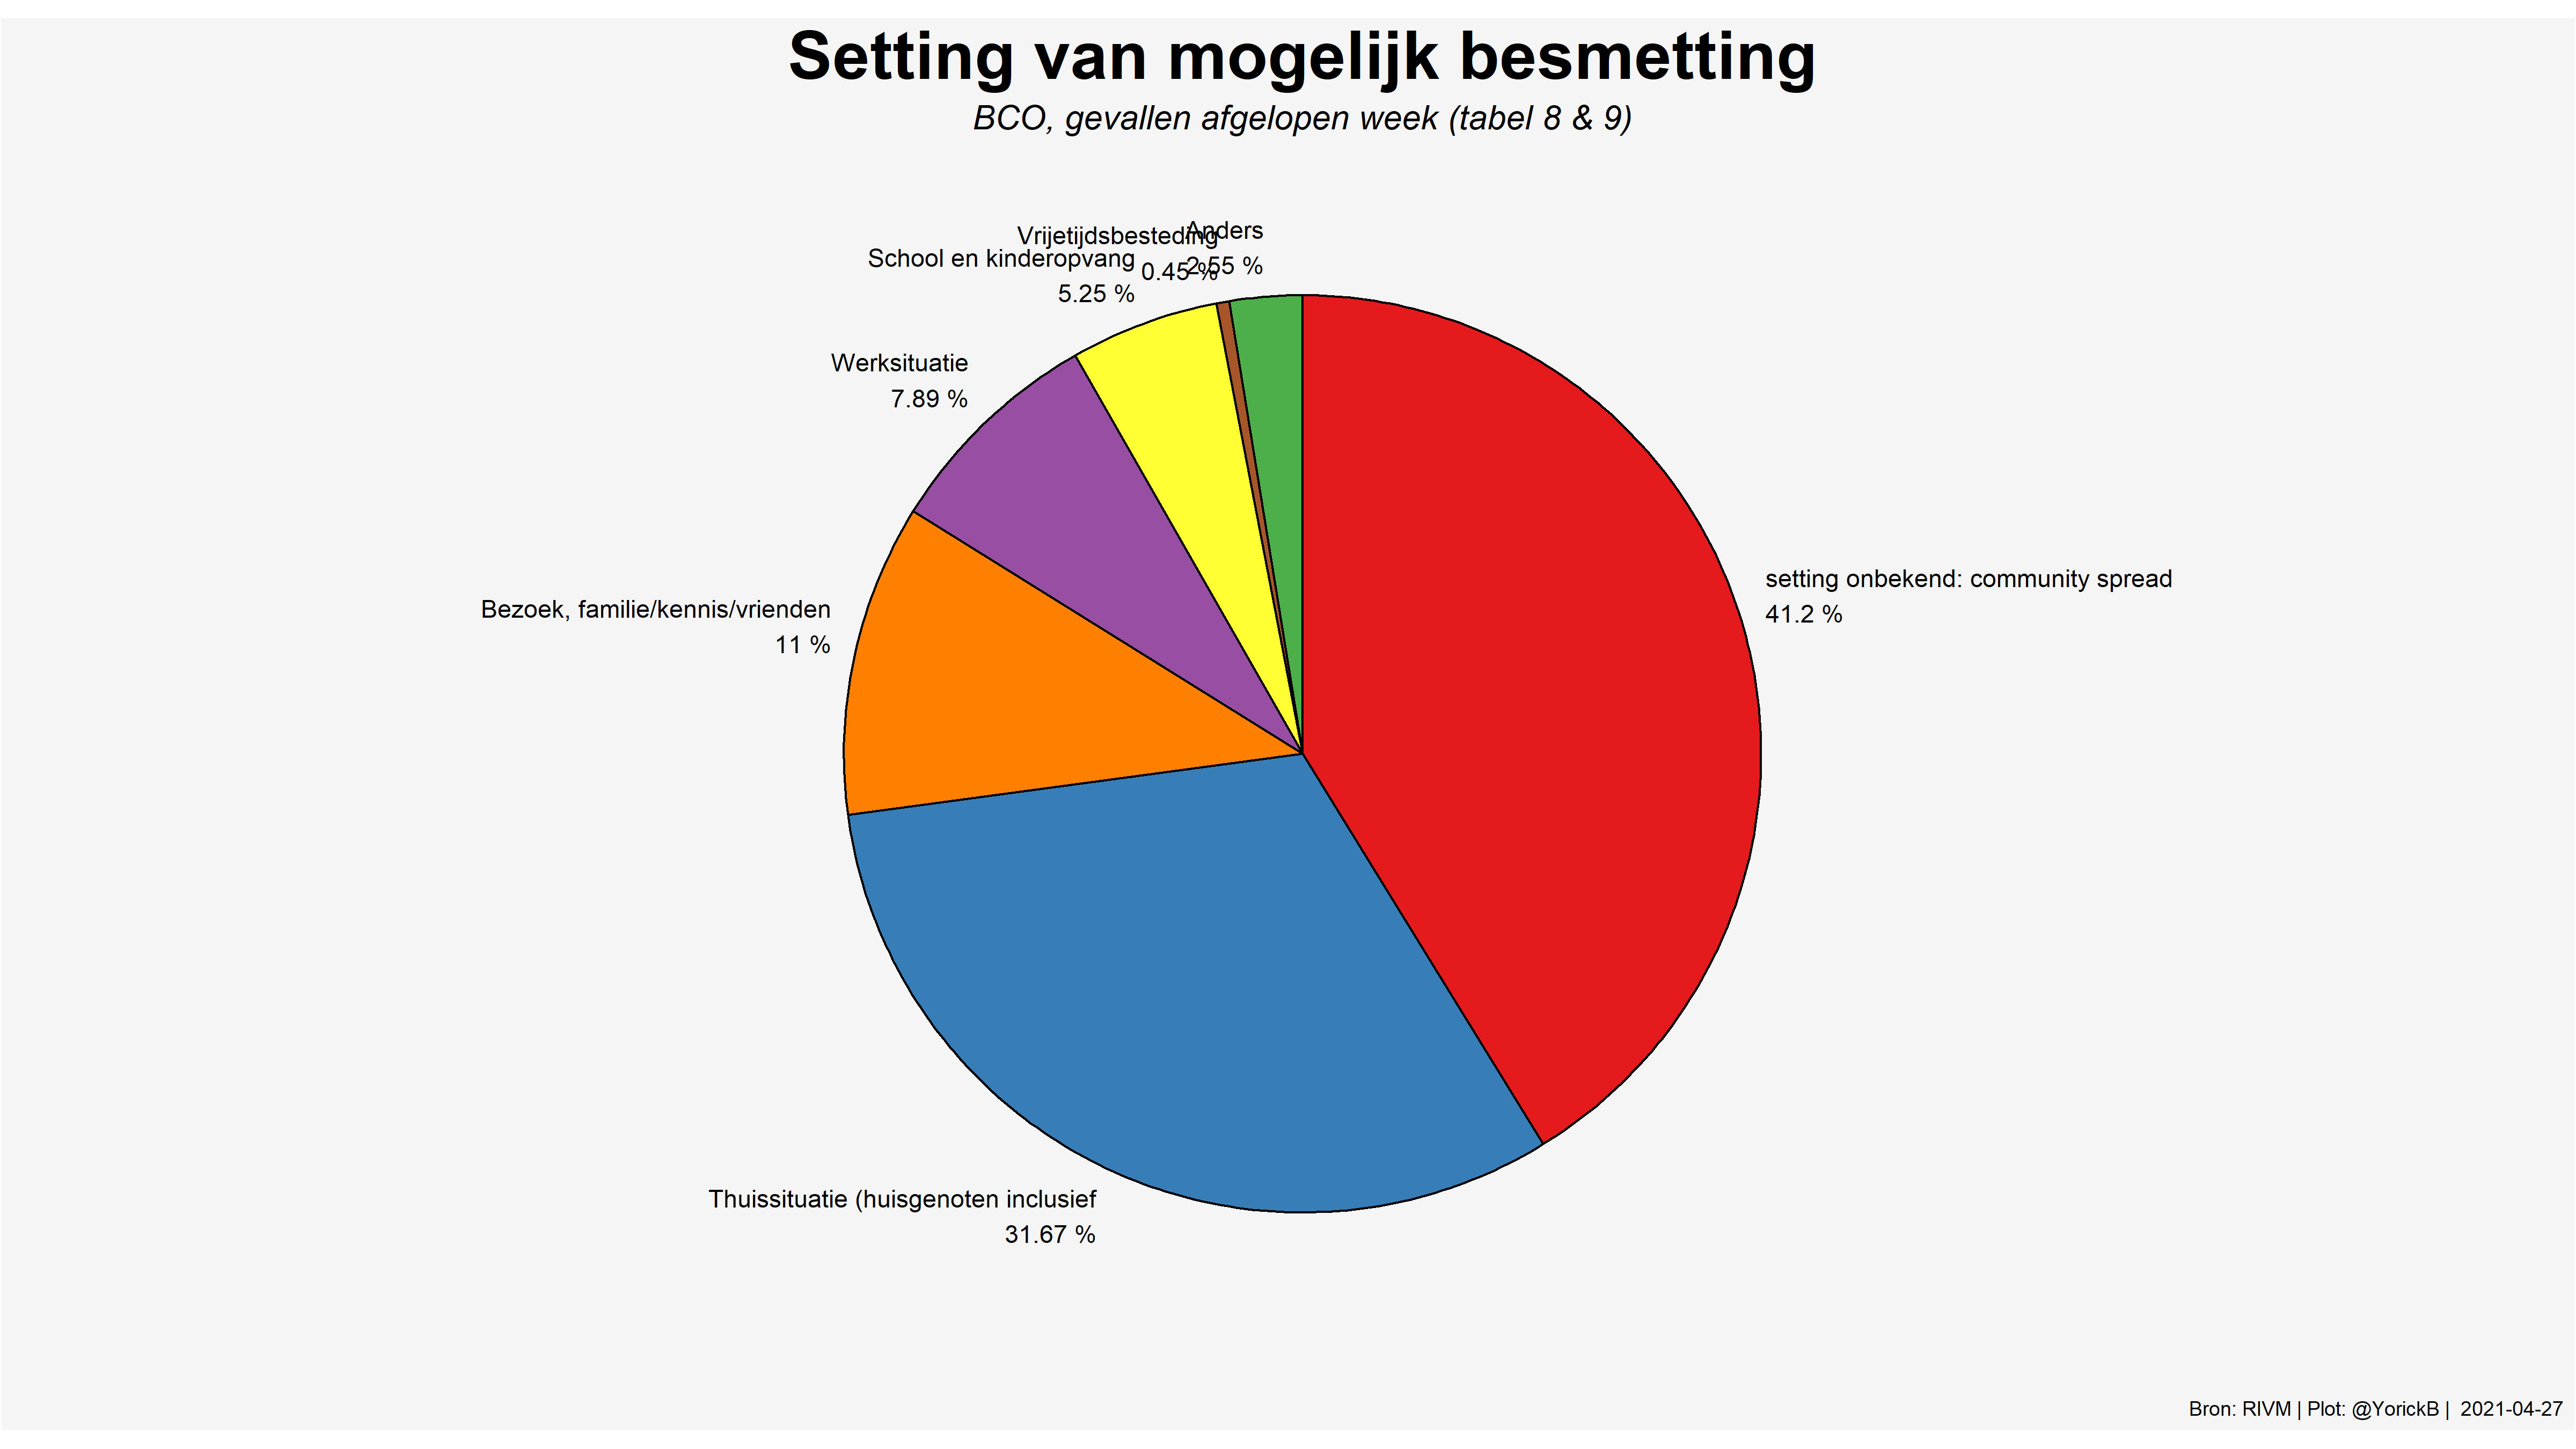 Setting van mogelijk besmetting
BCO, gevallen afgelopen week (tabel 8 & 9)
Anders
2.55 %
Vrijetijdsbesteding
0.45 %
School en kinderopvang
5.25 %
Werksituatie
7.89 %
Bezoek, familie/kennis/vrienden
11 %
setting onbekend: community spread
41.2 %
Thuissituatie (huisgenoten inclusief
31.67 %
Bron: RIVM | Plot: @YorickB | 2021-04-27